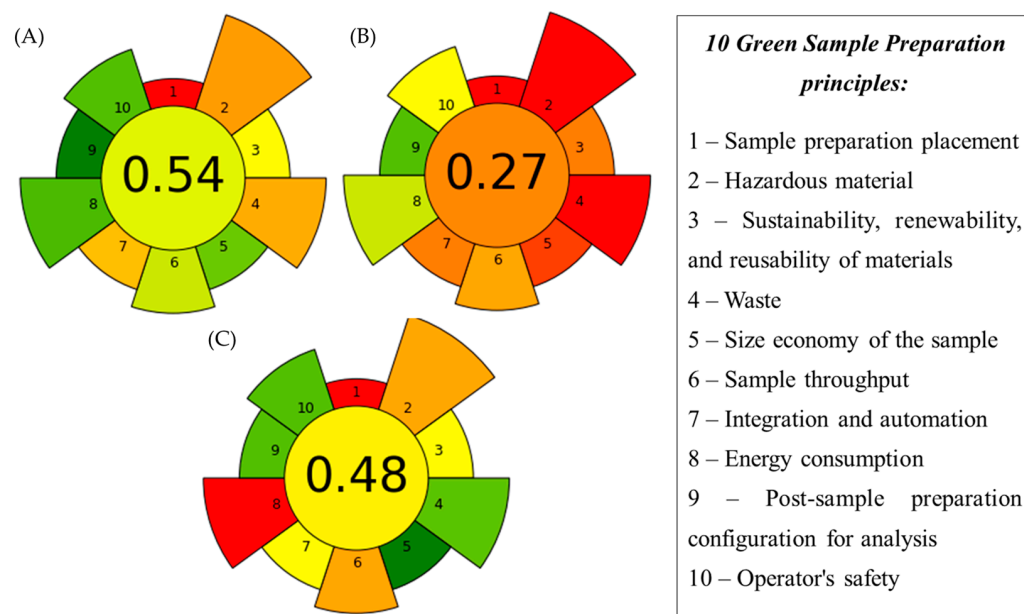 (A)
1
2
3
4
5
6
7
8
9
10
0.54
(B)
1
2
3
4
5
6
7
8
9
10
0.27
(C)
1
2
3
4
5
6
7
8
9
10
0.48
10 Green Sample Preparation
principles:
1 – Sample preparation placement
2 – Hazardous material
3 – Sustainability, renewability,
and reusability of materials
4 – Waste
5 – Size economy of the sample
6 – Sample throughput
7 – Integration and automation
8 – Energy consumption
9 – Post-sample preparation
configuration for analysis
10 – Operator's safety